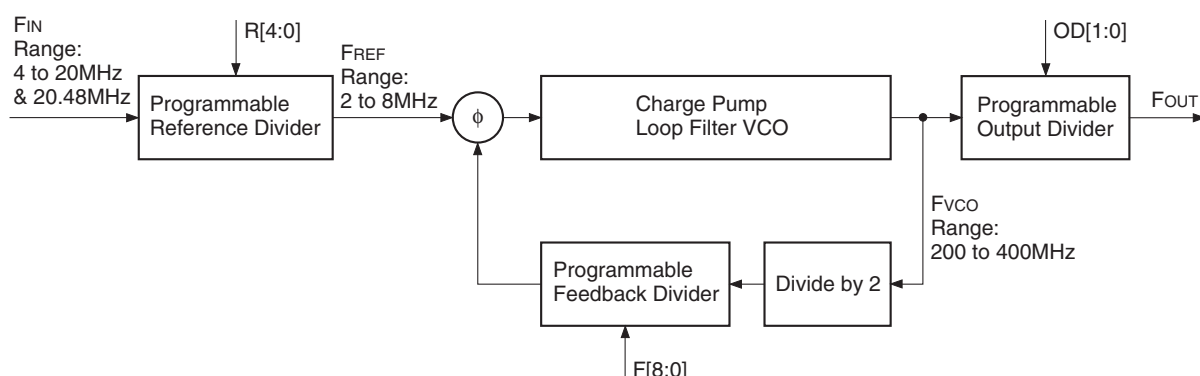 FIN
Range:
4 to 20MHz
& 20.48MHz
R[4:0]
Programmable
Reference Divider
FREF
Range:
2 to 8MHz
ϕ
Charge Pump
Loop Filter VCO
OD[1:0]
Programmable
Output Divider
FOUT
FVCO
Range:
200 to 400MHz
Programmable
Feedback Divider
Divide by 2
F[8:0]